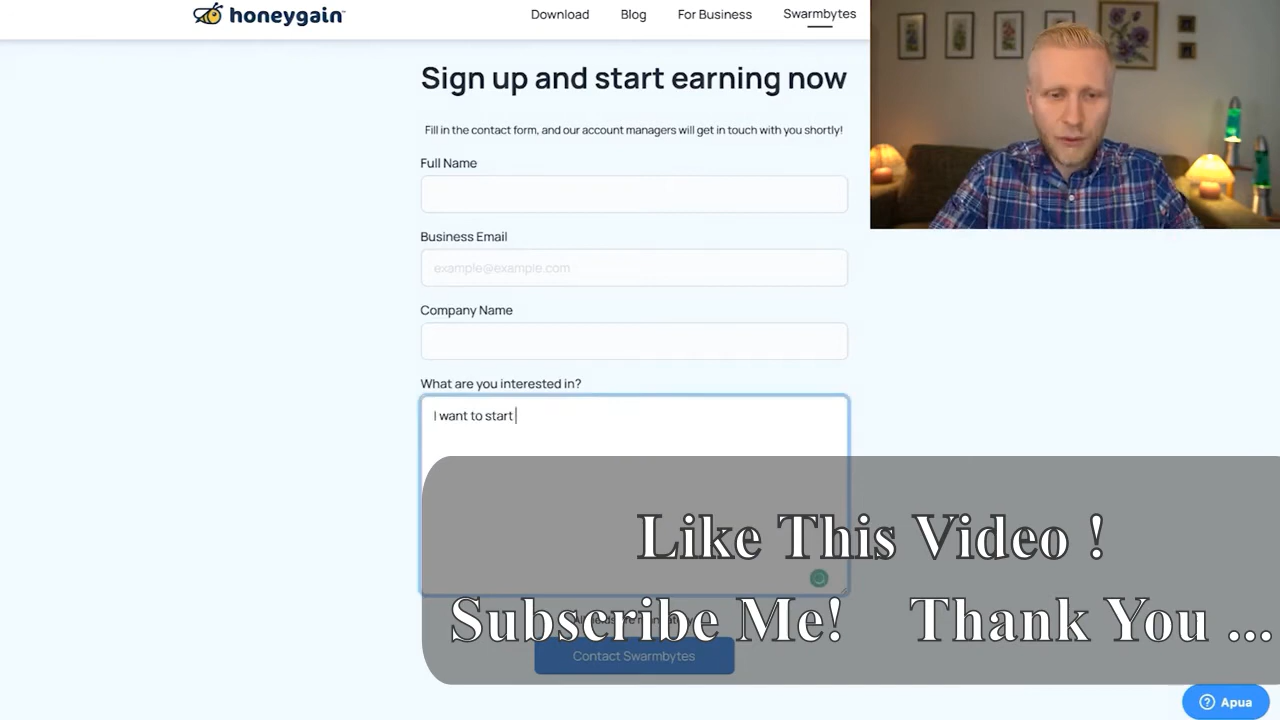 honeygain™
Download Blog For Business Swarmbytes
Sign up and start earning now
Fill in the contact form, and our account managers will get in touch with you shortly!
Full Name
Business Email
example@example.com
Company Name
What are you interested in?
I want to start
Like This Video !
Subscribe Me! Thank You ...
Contact Swarmbytes
Apua